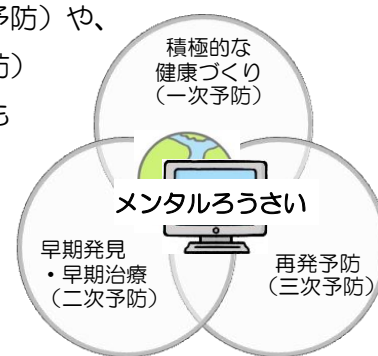 予防）や、
防）
積極的な
健康づくり
（一次予防）
メンタルろうさい
早期発見
・早期治療
（二次予防）
再発予防
（三次予防）